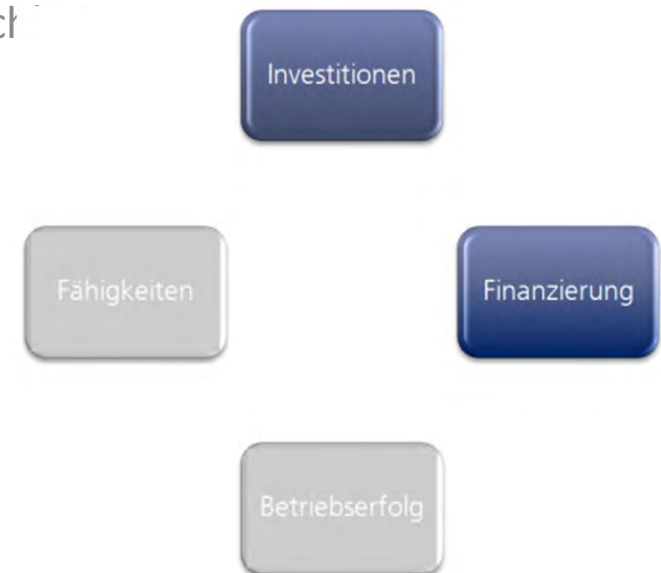 Investitionen
Fähigkeiten
Finanzierung
Betriebserfolg